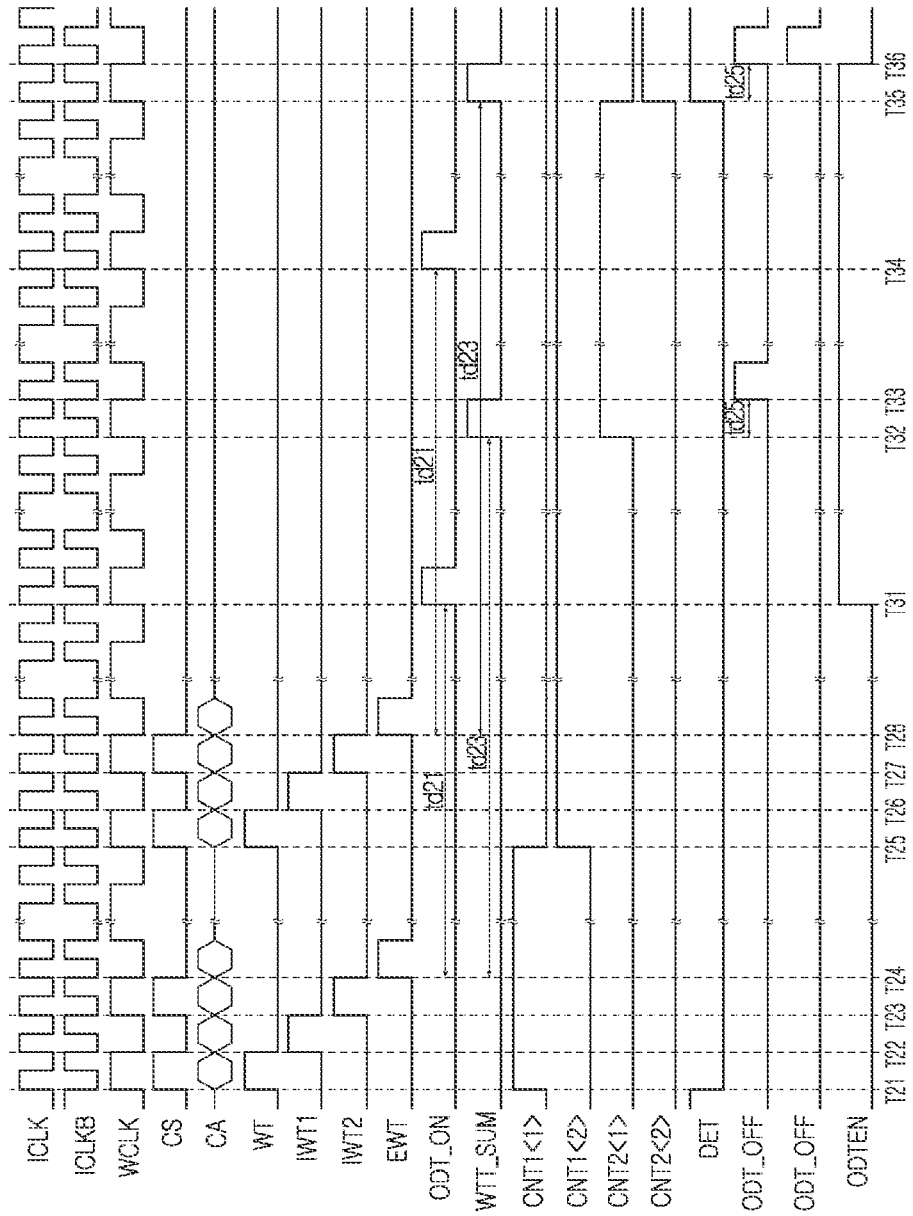 ICLK
ICLKB
WCLK
CS
CA
WT
IWT1
IWT2
EWT
ODT_ON
WTT_SUM
CNT1<1>
CNT1<2>
CNT2<1>
CNT2<2>
DET
ODT_OFF
ODT_OFF
ODTEN
td21
td21
td23
td23
td25
td25
T21 T22 T23 T24 T25 T26 T27 T28 T31 T32 T33 T34 T35 T36